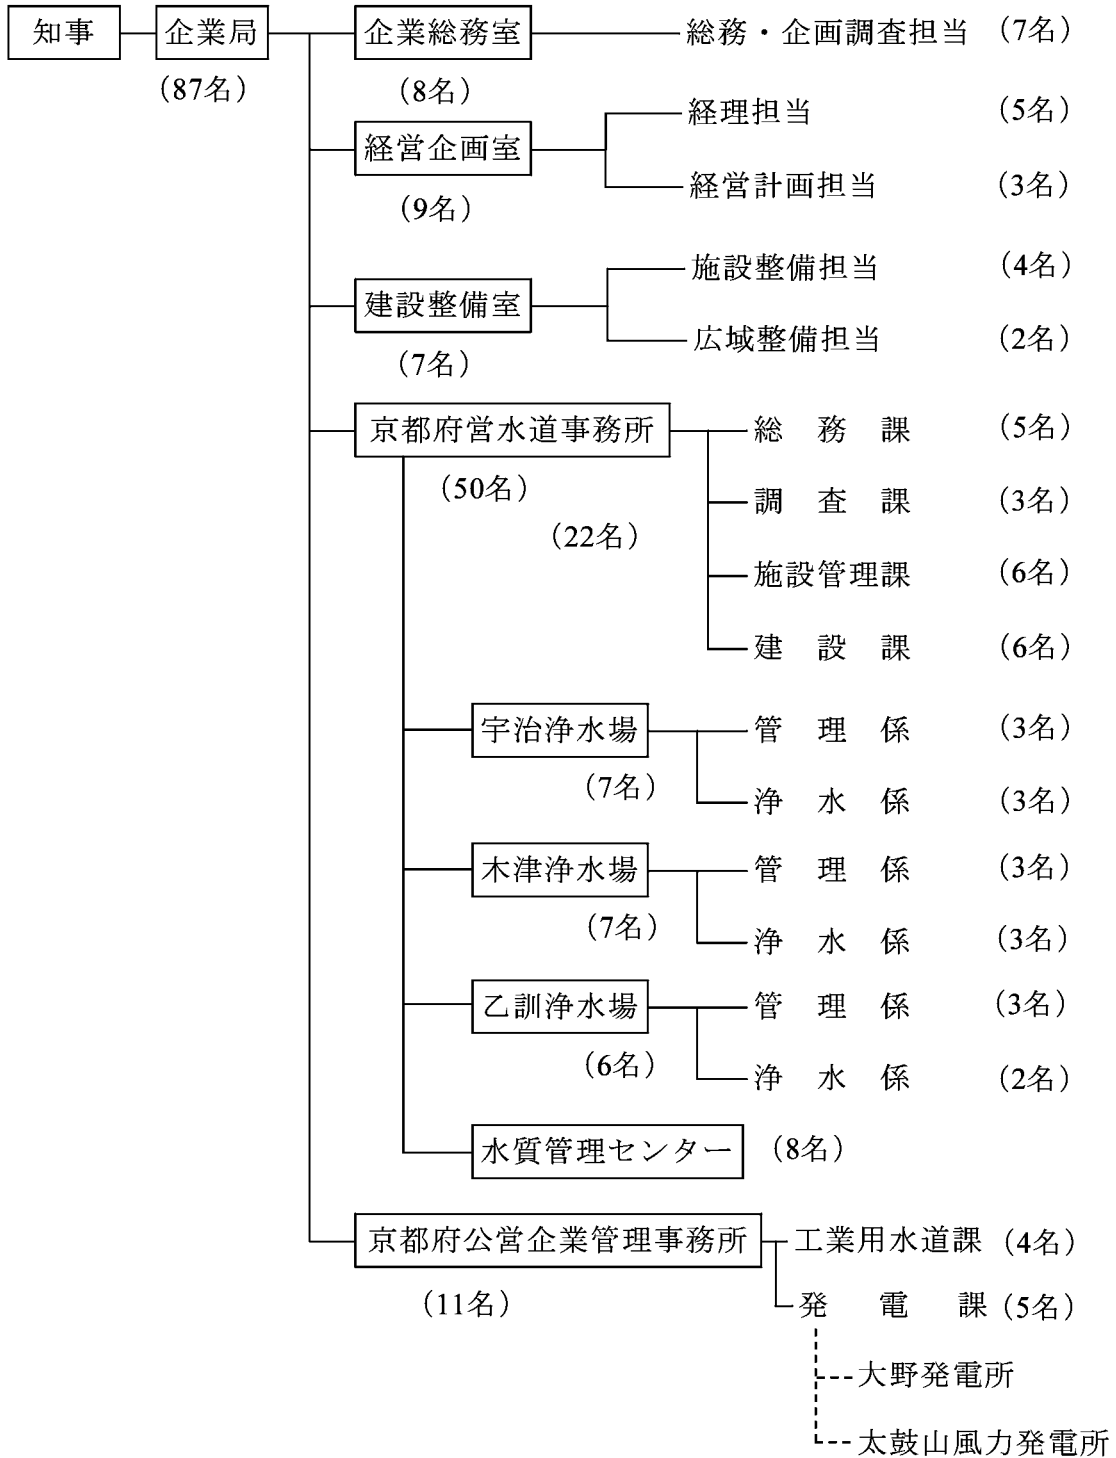 知事 企業局 企業総務室 総務・企画調査担当 （7名）
（87名） （8名）
経理担当 （5名）
経営企画室
経営計画担当 （3名）
（9名）
施設整備担当 （4名）
建設整備室
広域整備担当 （2名）
（7名）
京都府営水道事務所 総務課 （5名）
（50名）
調査課 （3名）
（22名）
施設管理課 （6名）
建設課 （6名）
宇治浄水場 管理係 （3名）
（7名）
浄水係 （3名）
木津浄水場 管理係 （3名）
（7名）
浄水係 （3名）
乙訓浄水場 管理係 （3名）
（6名）
浄水係 （2名）
水質管理センター （8名）
京都府公営企業管理事務所 工業用水道課 （4名）
（11名） 発電課 （5名）
大野発電所
太鼓山風力発電所